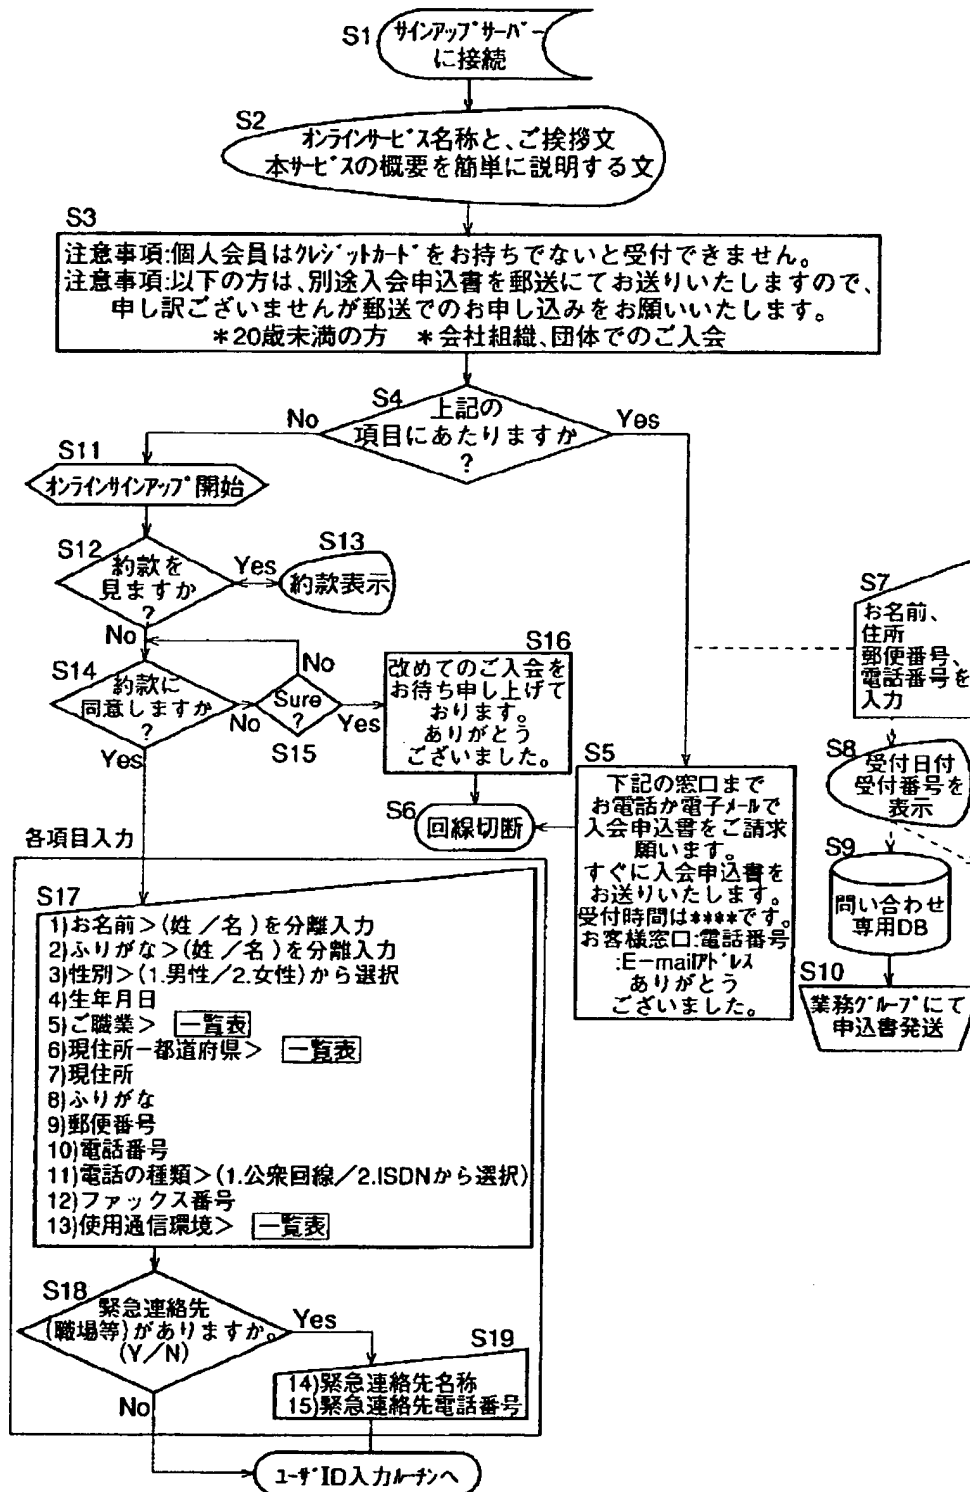 S1
サインアップサーバー
に接続
S2
オンラインサービス名称と、ご挨拶文
本サービスの概要を簡単に説明する文
S3
注意事項:個人会員はクレジットカードをお持ちでないと受付できません。
注意事項:以下の方は、別途入会申込書を郵送にてお送りいたしますので、
申し訳ございませんが郵送でのお申し込みをお願いいたします。
*20歳未満の方 *会社組織、団体でのご入会
S4
上記の
項目にあたりますか
?
No
Yes
S11
オンラインサインアップ開始
S12
約款を
見ますか
?
Yes
S13
約款表示
No
S14
約款に
同意しますか
?
No
Sure
?
S15
No
Yes
Yes
S16
改めてのご入会を
お待ち申し上げて
おります。
ありがとう
ございました。
S6
回線切断
S5
下記の窓口まで
お電話か電子メールで
入会申込書をご請求
願います。
すぐに入会申込書を
お送りいたします。
受付時間は****です。
お客様窓口:電話番号
:E-mailアドレス
ありがとう
ございました。
S7
お名前、
住所
郵便番号、
電話番号を
入力
S8
受付日付
受付番号を
表示
S9
問い合わせ
専用DB
S10
業務グループにて
申込書発送
各項目入力
S17
1)お名前>(姓/名)を分離入力
2)ふりがな>(姓/名)を分離入力
3)性別>(1.男性/2.女性)から選択
4)生年月日
5)ご職業> 一覧表
6)現住所-都道府県> 一覧表
7)現住所
8)ふりがな
9)郵便番号
10)電話番号
11)電話の種類>(1.公衆回線/2.ISDNから選択)
12)ファックス番号
13)使用通信環境> 一覧表
S18
緊急連絡先
(職場等)がありますか。
(Y/N)
Yes
No
S19
14)緊急連絡先名称
15)緊急連絡先電話番号
ユーザID入力ルーチンへ